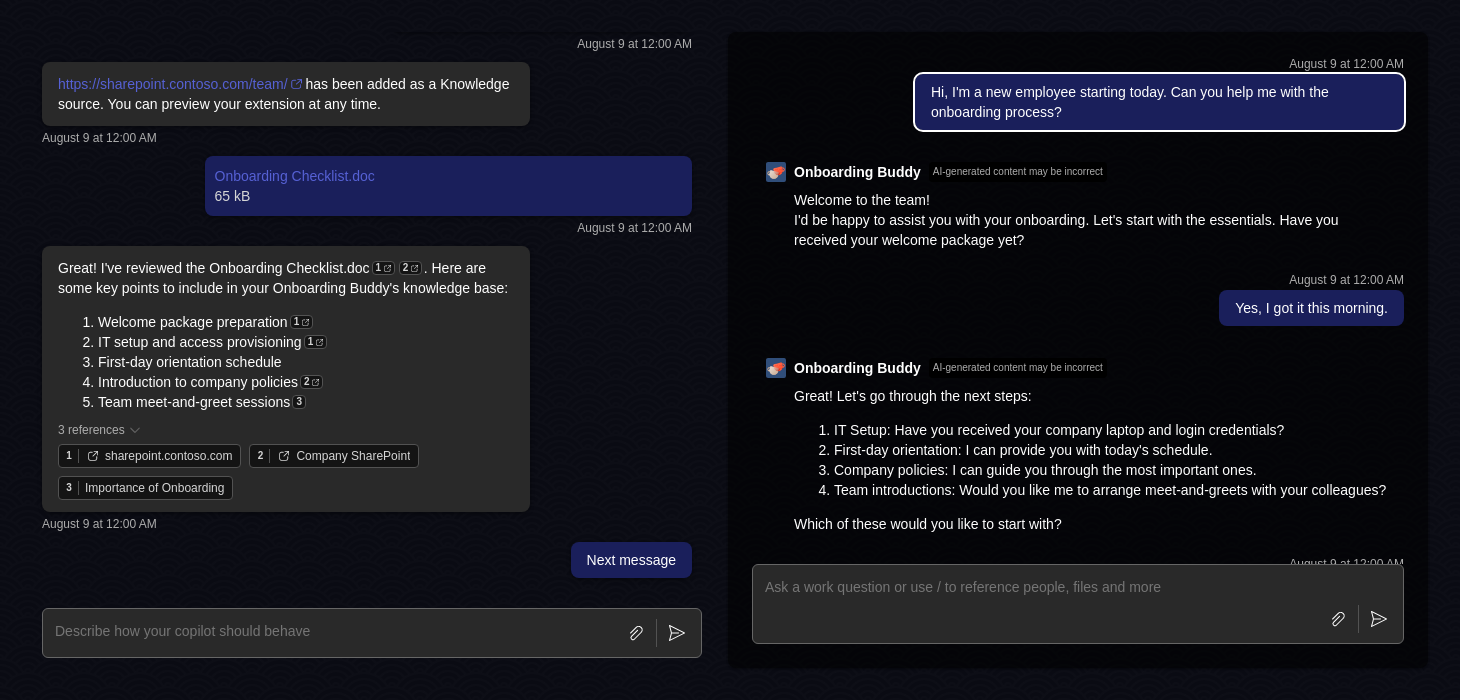 August 9 at 12:00 AM
https://sharepoint.contoso.com/team/ has been added as a Knowledge
source. You can preview your extension at any time.
August 9 at 12:00 AM
Onboarding Checklist.doc
65 kB
August 9 at 12:00 AM
Great! I've reviewed the Onboarding Checklist.doc 1 2 . Here are
some key points to include in your Onboarding Buddy's knowledge base:
1. Welcome package preparation 1
2. IT setup and access provisioning 1
3. First-day orientation schedule
4. Introduction to company policies 2
5. Team meet-and-greet sessions 3
3 references
1 sharepoint.contoso.com
2 Company SharePoint
3 Importance of Onboarding
August 9 at 12:00 AM
Next message
Describe how your copilot should behave
August 9 at 12:00 AM
Hi, I'm a new employee starting today. Can you help me with the
onboarding process?
Onboarding Buddy AI-generated content may be incorrect
Welcome to the team!
I'd be happy to assist you with your onboarding. Let's start with the essentials. Have you
received your welcome package yet?
August 9 at 12:00 AM
Yes, I got it this morning.
Onboarding Buddy AI-generated content may be incorrect
Great! Let's go through the next steps:
1. IT Setup: Have you received your company laptop and login credentials?
2. First-day orientation: I can provide you with today's schedule.
3. Company policies: I can guide you through the most important ones.
4. Team introductions: Would you like me to arrange meet-and-greets with your colleagues?
Which of these would you like to start with?
August 9 at 12:00 AM
Ask a work question or use / to reference people, files and more